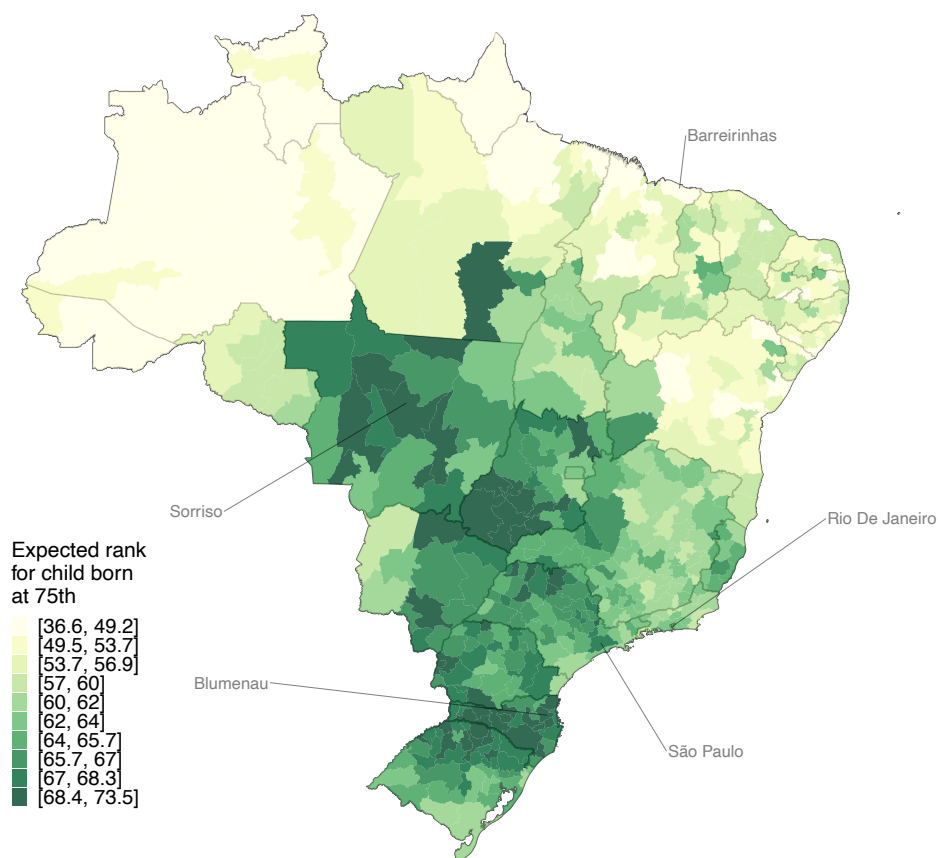 Barreirinhas
Sorriso
Rio De Janeiro
Expected rank
for child born
at 75th
[36.6, 49.2]
[49.5, 53.7]
[53.7, 56.9]
[57, 60]
[60, 62]
[62, 64]
[64, 65.7]
[65.7, 67]
[67, 68.3]
[68.4, 73.5]
Blumenau
São Paulo